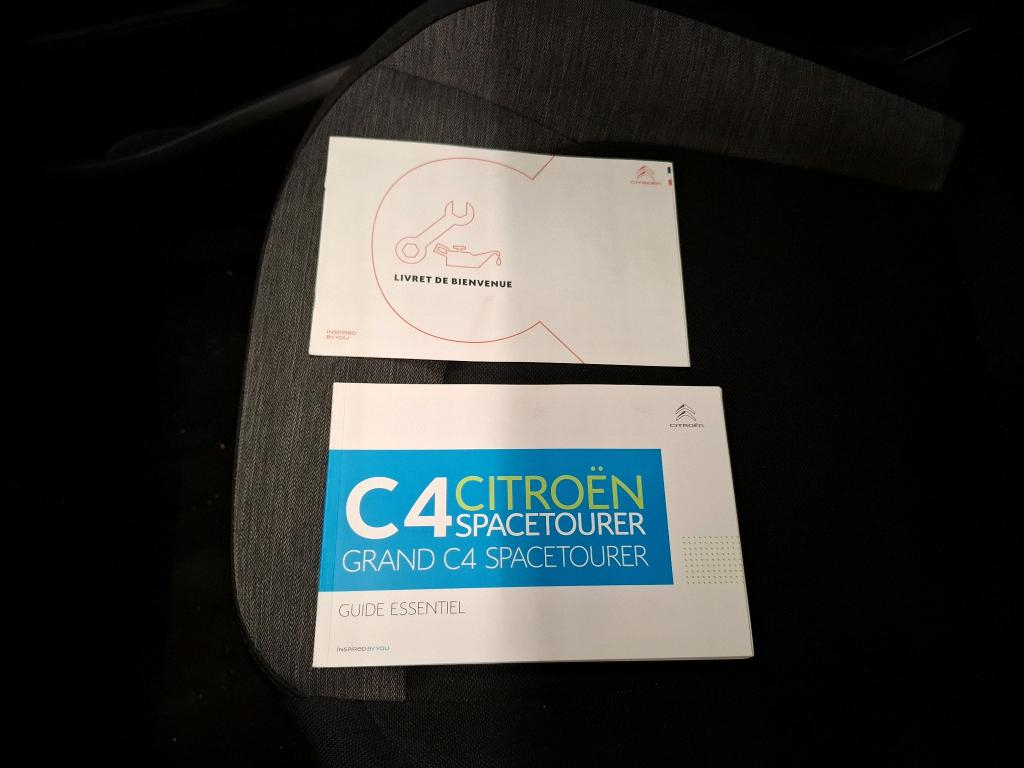 CITROËN
LIVRET DE BIENVENUE
INSPIRED
BY YOU
CITROËN
C4 CITROËN
SPACETOURER
GRAND C4 SPACETOURER
GUIDE ESSENTIEL
INSPIRED BY YOU